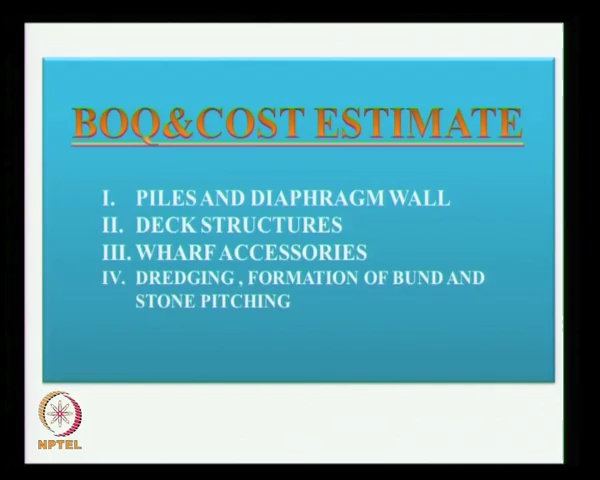 BOQ&COST ESTIMATE
I. PILES AND DIAPHRAGM WALL
II. DECK STRUCTURES
III. WHARF ACCESSORIES
IV. DREDGING , FORMATION OF BUND AND
STONE PITCHING
NPTEL